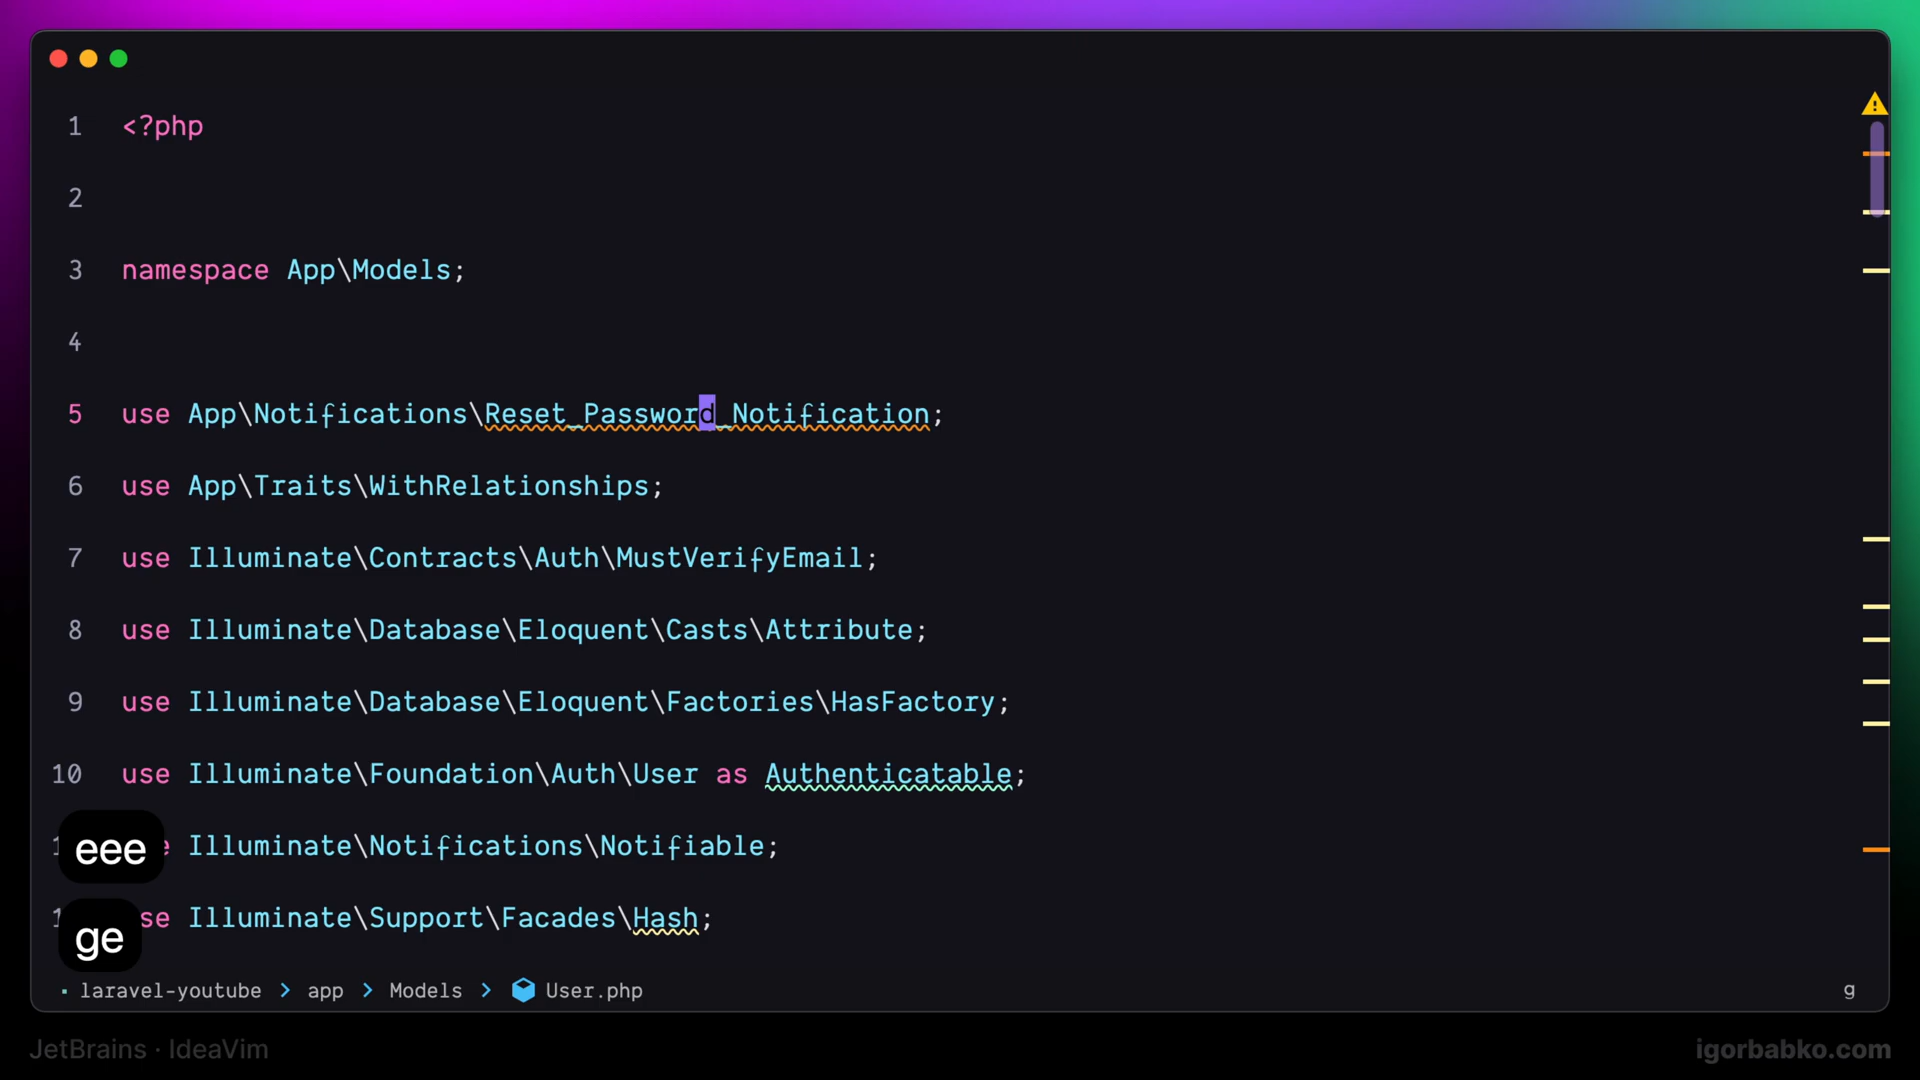 1 <?php
2
3 namespace App\Models;
4
5 use App\Notifications\Reset_Password_Notification;
6 use App\Traits\WithRelationships;
7 use Illuminate\Contracts\Auth\MustVerifyEmail;
8 use Illuminate\Database\Eloquent\Casts\Attribute;
9 use Illuminate\Database\Eloquent\Factories\HasFactory;
10 use Illuminate\Foundation\Auth\User as Authenticatable;
1 e Illuminate\Notifications\Notifiable;
eee
1 se Illuminate\Support\Facades\Hash;
ge
laravel-youtube > app > Models > User.php g
JetBrains · IdeaVim igorbabko.com